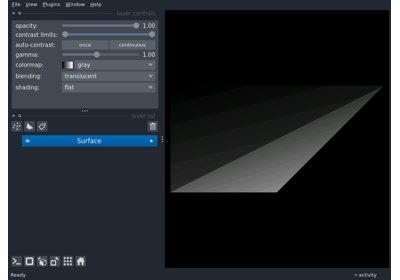 File View Plugins Window Help
layer controls
opacity: 1.00
contrast limits:
auto-contrast: once continuous
gamma: 1.00
colormap: gray
blending: translucent
shading: flat
layer list
Surface
Ready activity